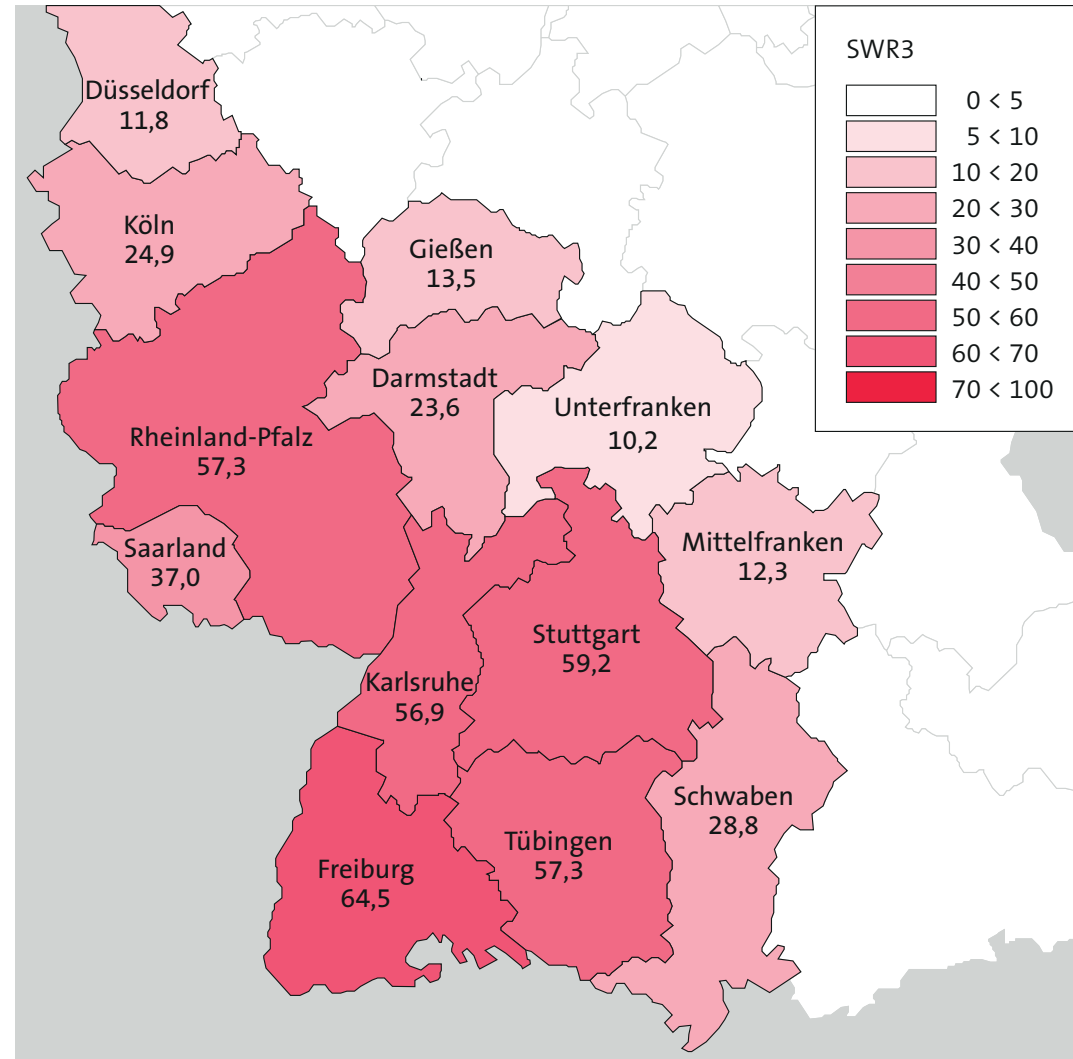 SWR3
0 < 5
5 < 10
10 < 20
20 < 30
30 < 40
40 < 50
50 < 60
60 < 70
70 < 100
Düsseldorf
11,8
Köln
24,9
Gießen
13,5
Darmstadt
23,6
Unterfranken
10,2
Rheinland-Pfalz
57,3
Saarland
37,0
Mittelfranken
12,3
Stuttgart
59,2
Karlsruhe
56,9
Schwaben
28,8
Tübingen
57,3
Freiburg
64,5